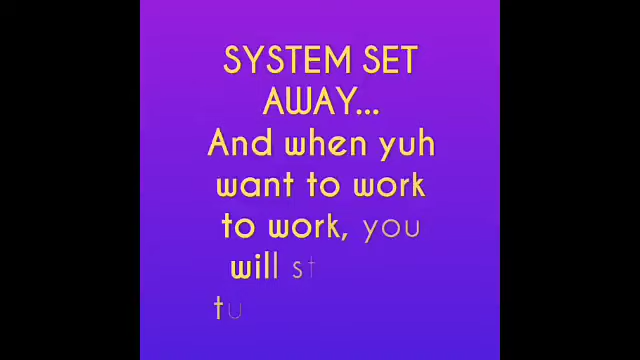 SYSTEM SET
AWAY...
And when yuh
want to work
to work, you
will st
tu